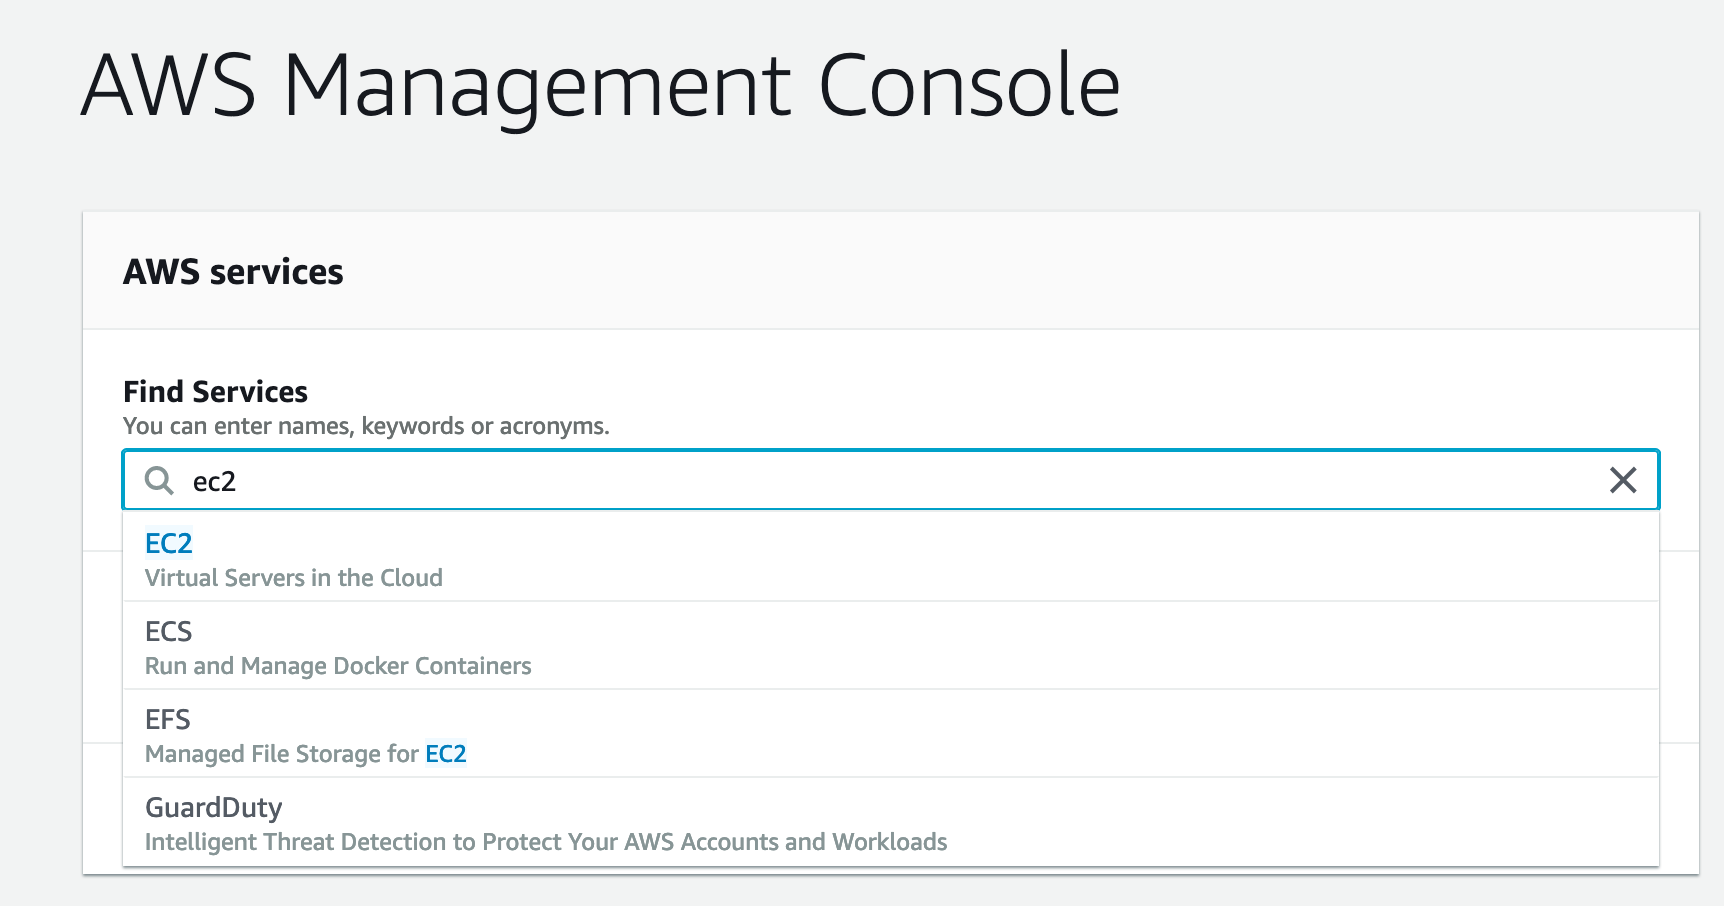 AWS Management Console
AWS services
Find Services
You can enter names, keywords or acronyms.
ec2
EC2
Virtual Servers in the Cloud
ECS
Run and Manage Docker Containers
EFS
Managed File Storage for EC2
GuardDuty
Intelligent Threat Detection to Protect Your AWS Accounts and Workloads